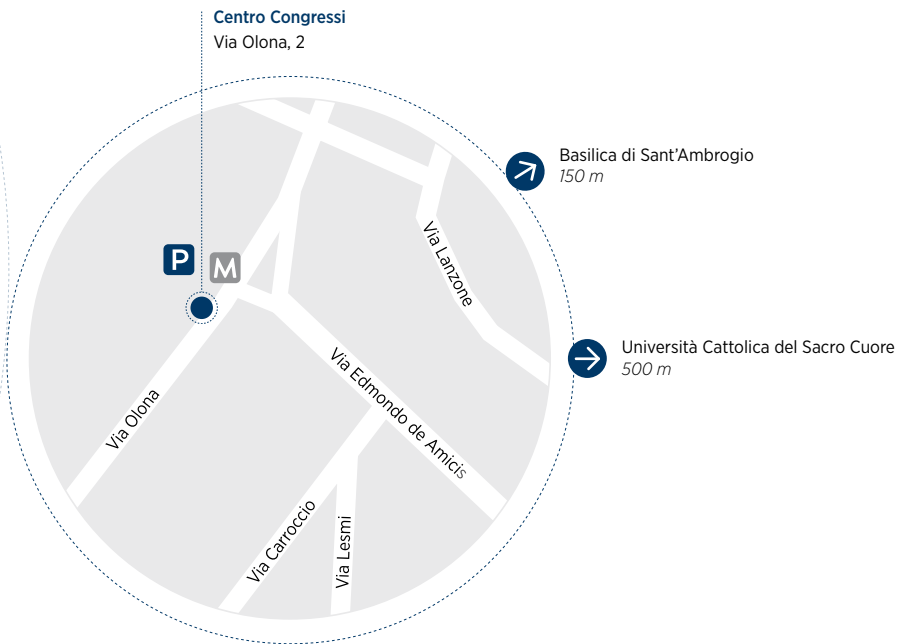 Centro Congressi
Via Olona, 2
Basilica di Sant'Ambrogio
150 m
Via Lanzone
P
M
Università Cattolica del Sacro Cuore
500 m
Via Edmondo de Amicis
Via Olona
Via Carroccio
Via Lesmi